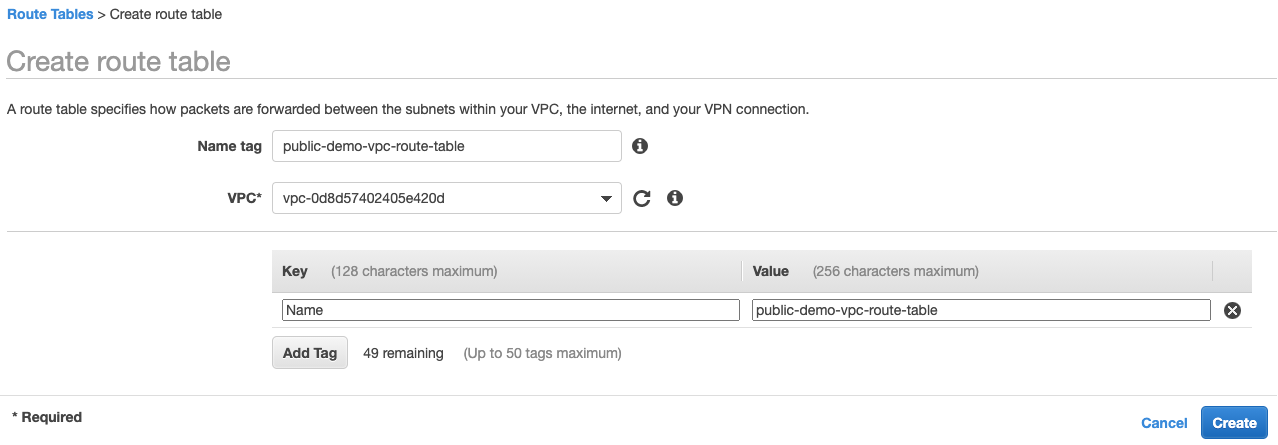 Route Tables > Create route table
Create route table
A route table specifies how packets are forwarded between the subnets within your VPC, the internet, and your VPN connection.
Name tag public-demo-vpc-route-table
VPC* vpc-0d8d57402405e420d
Key (128 characters maximum) Value (256 characters maximum)
Name public-demo-vpc-route-table
Add Tag 49 remaining (Up to 50 tags maximum)
* Required Cancel Create